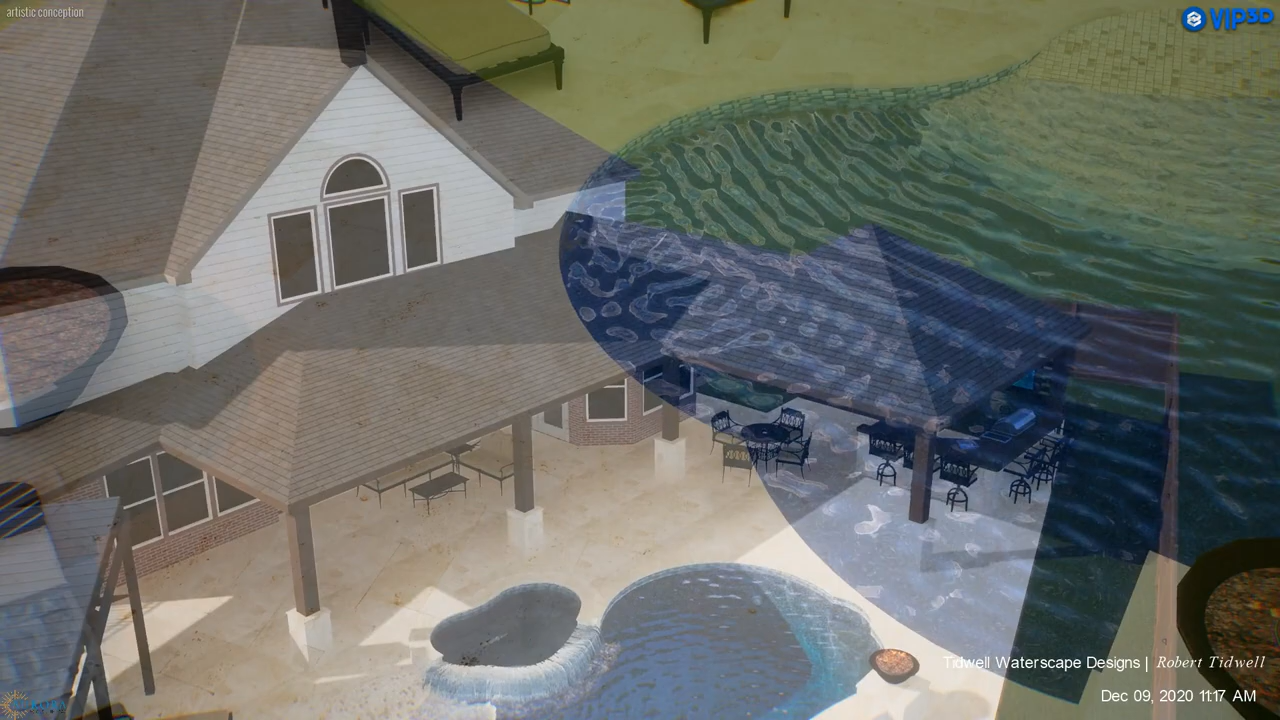 artistic conception
VIP3D
Tidwell Waterscape Designs | Robert Tidwell
Dec 09, 2020 11:17 AM